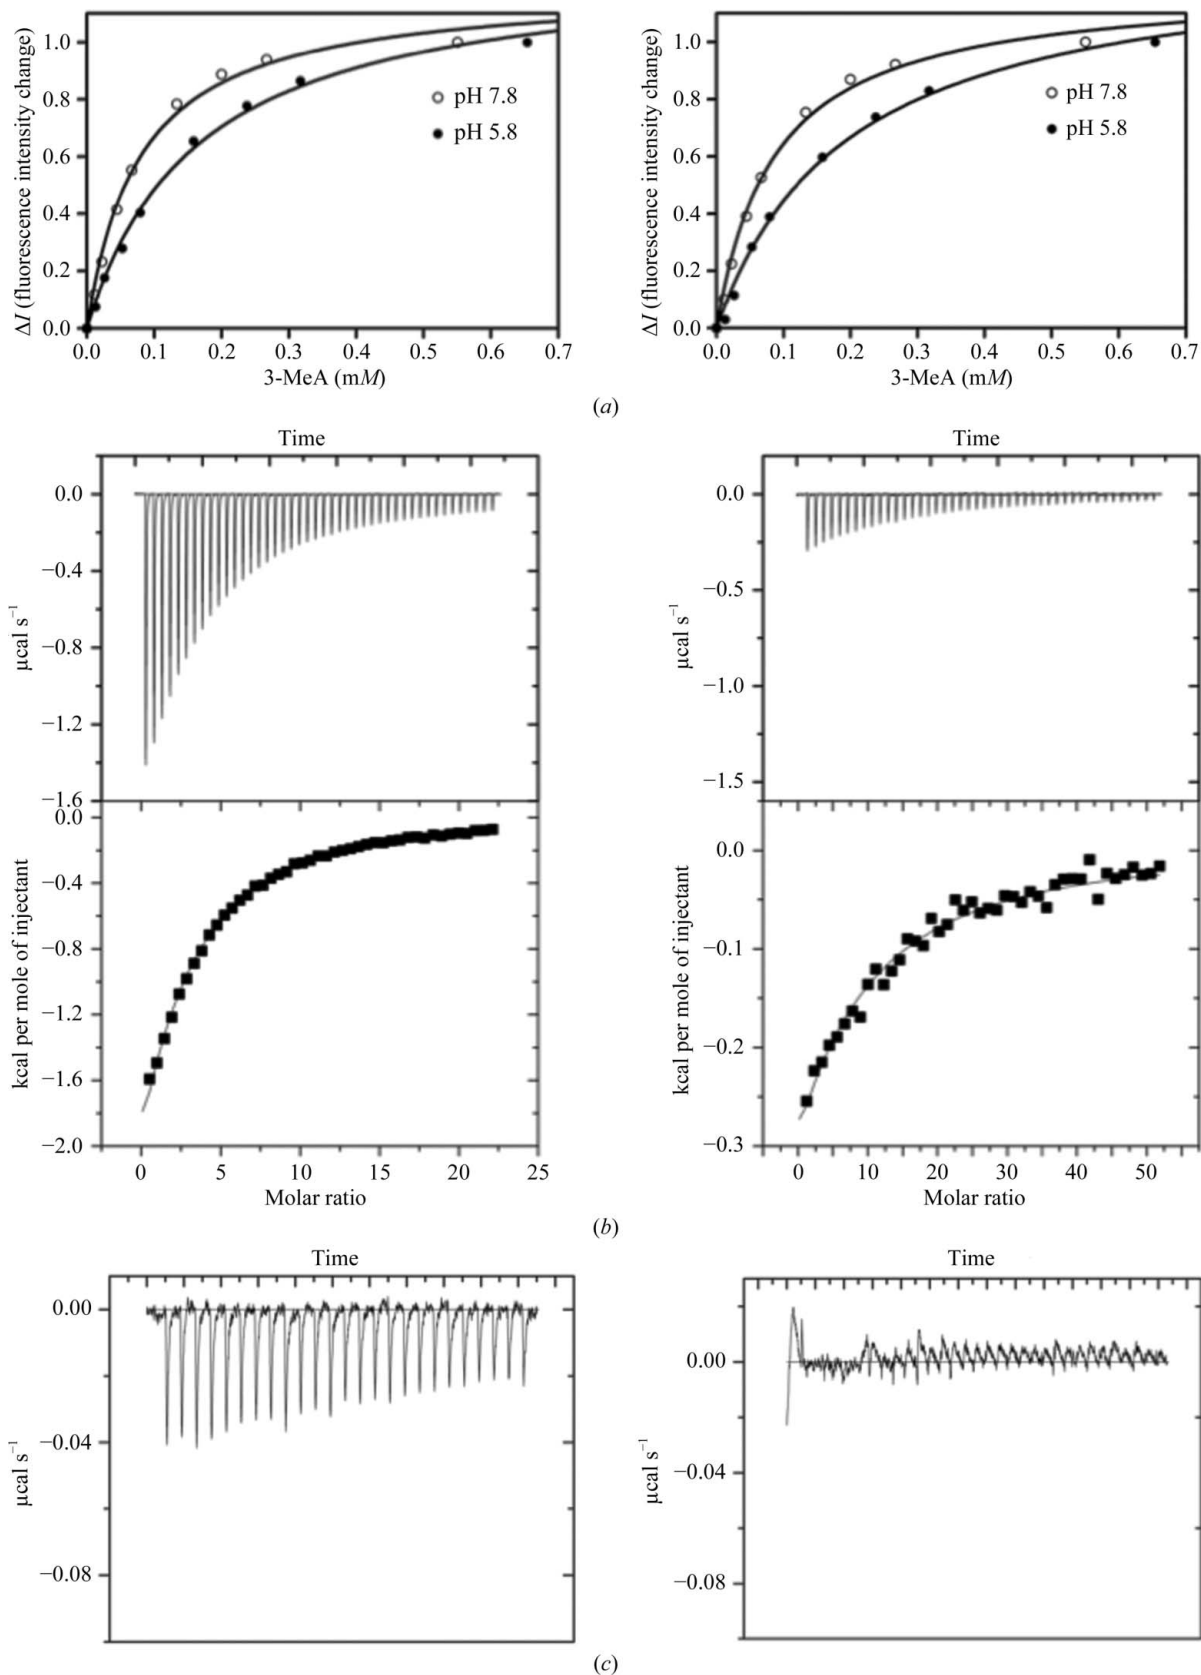 ΔI (fluorescence intensity change)
1.0
0.8
0.6
0.4
0.2
0.0
pH 7.8
pH 5.8
0.0 0.1 0.2 0.3 0.4 0.5 0.6 0.7
3-MeA (mM)
ΔI (fluorescence intensity change)
1.0
0.8
0.6
0.4
0.2
0.0
pH 7.8
pH 5.8
0.0 0.1 0.2 0.3 0.4 0.5 0.6 0.7
3-MeA (mM)
(a)
Time
0.0
−0.4
−0.8
−1.2
−1.6
µcal s⁻¹
0.0
−0.4
−0.8
−1.2
−1.6
−2.0
kcal per mole of injectant
0 5 10 15 20 25
Molar ratio
Time
0.0
−0.5
−1.0
−1.5
µcal s⁻¹
0.0
−0.1
−0.2
−0.3
kcal per mole of injectant
0 10 20 30 40 50
Molar ratio
(b)
Time
0.00
−0.04
−0.08
µcal s⁻¹
Time
0.00
−0.04
−0.08
µcal s⁻¹
(c)